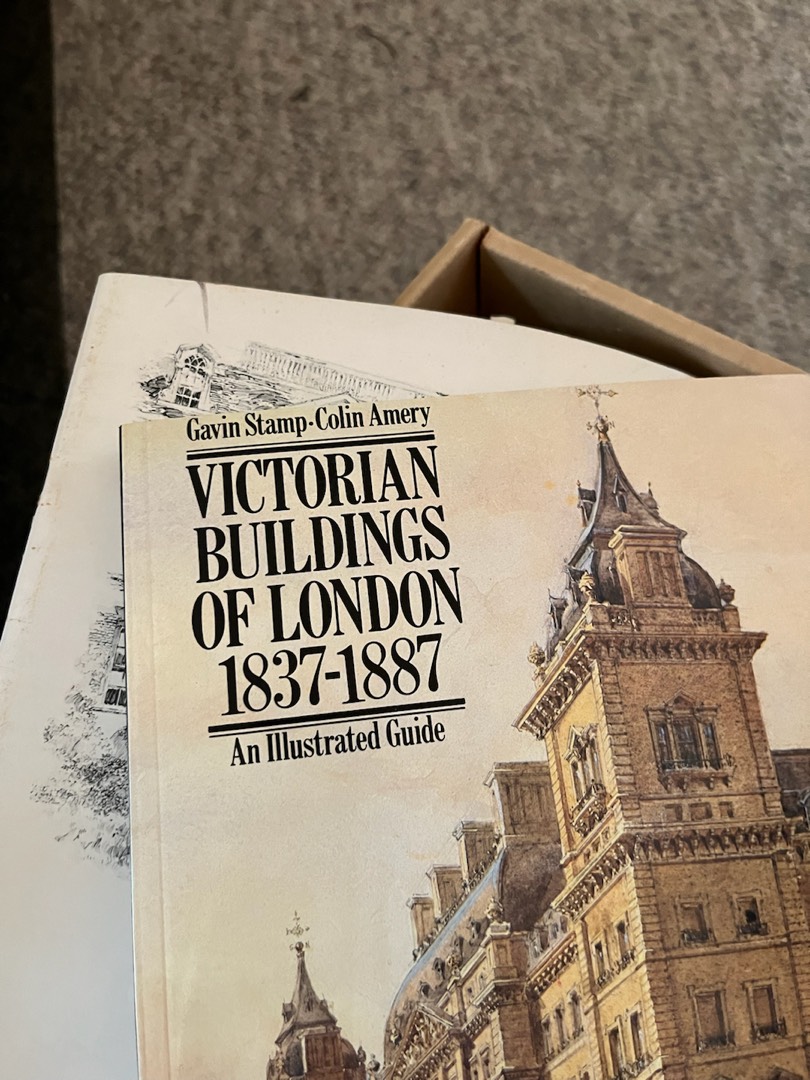 Gavin Stamp·Colin Amery
VICTORIAN
BUILDINGS
OF LONDON
1837-1887
An Illustrated Guide